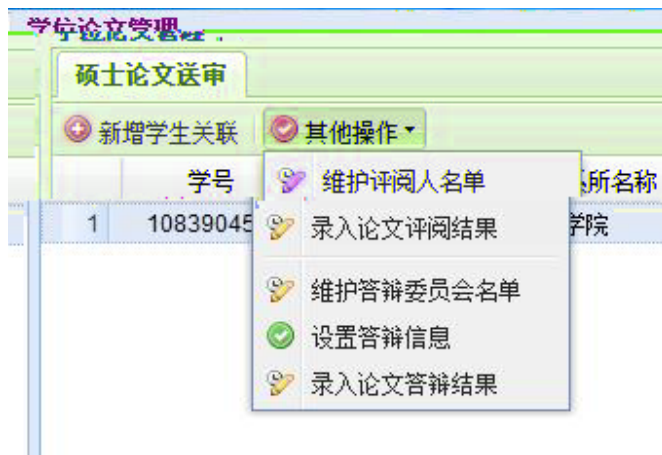 学位论文管理
硕士论文送审
新增学生关联 其他操作
学号 维护评阅人名单 所名称
1 10839045 录入论文评阅结果 学院
维护答辩委员会名单
设置答辩信息
录入论文答辩结果